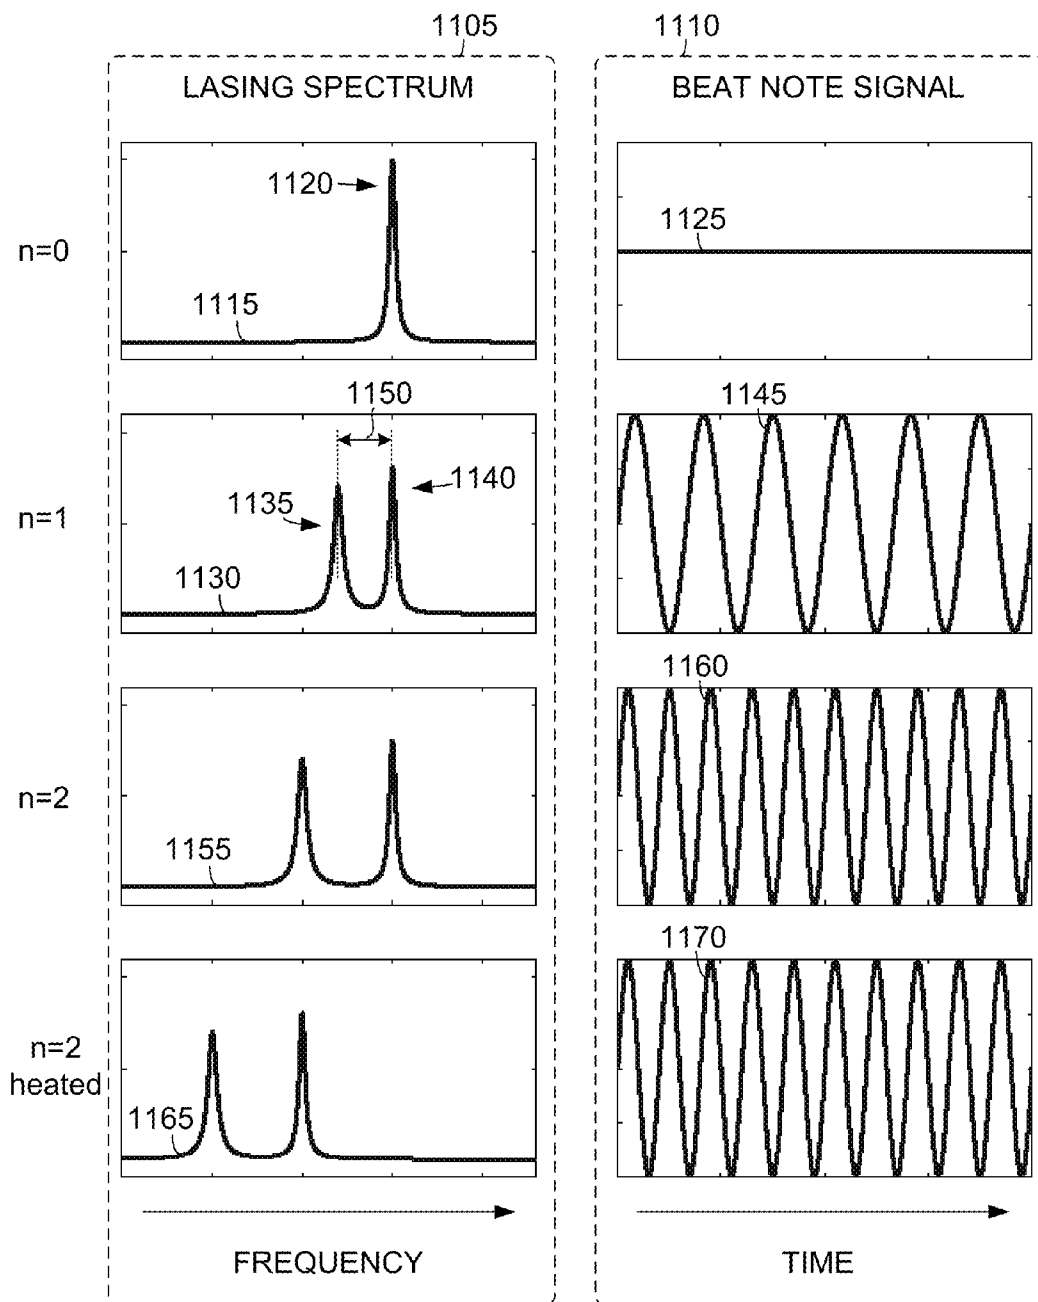 1105
1110
LASING SPECTRUM
BEAT NOTE SIGNAL
n=0
1120
1115
1125
n=1
1150
1135
1140
1130
1145
n=2
1155
1160
n=2
heated
1165
1170
FREQUENCY
TIME